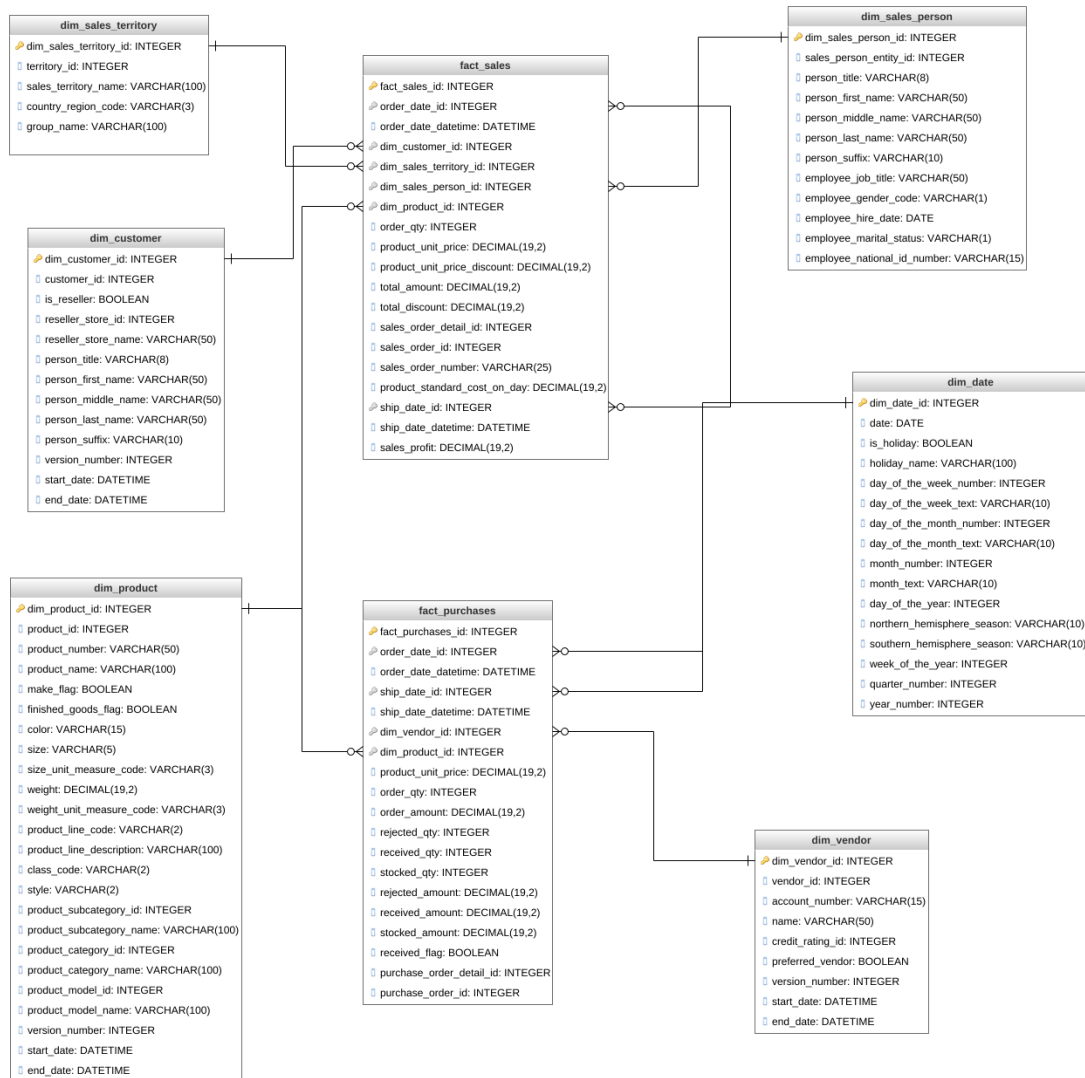 dim_sales_territory
dim_sales_territory_id: INTEGER
territory_id: INTEGER
sales_territory_name: VARCHAR(100)
country_region_code: VARCHAR(3)
group_name: VARCHAR(100)
fact_sales
fact_sales_id: INTEGER
order_date_id: INTEGER
order_date_datetime: DATETIME
dim_customer_id: INTEGER
dim_sales_territory_id: INTEGER
dim_sales_person_id: INTEGER
dim_product_id: INTEGER
order_qty: INTEGER
product_unit_price: DECIMAL(19,2)
product_unit_price_discount: DECIMAL(19,2)
total_amount: DECIMAL(19,2)
total_discount: DECIMAL(19,2)
sales_order_detail_id: INTEGER
sales_order_id: INTEGER
sales_order_number: VARCHAR(25)
product_standard_cost_on_day: DECIMAL(19,2)
ship_date_id: INTEGER
ship_date_datetime: DATETIME
sales_profit: DECIMAL(19,2)
dim_sales_person
dim_sales_person_id: INTEGER
sales_person_entity_id: INTEGER
person_title: VARCHAR(8)
person_first_name: VARCHAR(50)
person_middle_name: VARCHAR(50)
person_last_name: VARCHAR(50)
person_suffix: VARCHAR(10)
employee_job_title: VARCHAR(50)
employee_gender_code: VARCHAR(1)
employee_hire_date: DATE
employee_marital_status: VARCHAR(1)
employee_national_id_number: VARCHAR(15)
dim_customer
dim_customer_id: INTEGER
customer_id: INTEGER
is_reseller: BOOLEAN
reseller_store_id: INTEGER
reseller_store_name: VARCHAR(50)
person_title: VARCHAR(8)
person_first_name: VARCHAR(50)
person_middle_name: VARCHAR(50)
person_last_name: VARCHAR(50)
person_suffix: VARCHAR(10)
version_number: INTEGER
start_date: DATETIME
end_date: DATETIME
dim_date
dim_date_id: INTEGER
date: DATE
is_holiday: BOOLEAN
holiday_name: VARCHAR(100)
day_of_the_week_number: INTEGER
day_of_the_week_text: VARCHAR(10)
day_of_the_month_number: INTEGER
day_of_the_month_text: VARCHAR(10)
month_number: INTEGER
month_text: VARCHAR(10)
day_of_the_year: INTEGER
northern_hemisphere_season: VARCHAR(10)
southern_hemisphere_season: VARCHAR(10)
week_of_the_year: INTEGER
quarter_number: INTEGER
year_number: INTEGER
dim_product
dim_product_id: INTEGER
product_id: INTEGER
product_number: VARCHAR(50)
product_name: VARCHAR(100)
make_flag: BOOLEAN
finished_goods_flag: BOOLEAN
color: VARCHAR(15)
size: VARCHAR(5)
size_unit_measure_code: VARCHAR(3)
weight: DECIMAL(19,2)
weight_unit_measure_code: VARCHAR(3)
product_line_code: VARCHAR(2)
product_line_description: VARCHAR(100)
class_code: VARCHAR(2)
style: VARCHAR(2)
product_subcategory_id: INTEGER
product_subcategory_name: VARCHAR(100)
product_category_id: INTEGER
product_category_name: VARCHAR(100)
product_model_id: INTEGER
product_model_name: VARCHAR(100)
version_number: INTEGER
start_date: DATETIME
end_date: DATETIME
fact_purchases
fact_purchases_id: INTEGER
order_date_id: INTEGER
order_date_datetime: DATETIME
ship_date_id: INTEGER
ship_date_datetime: DATETIME
dim_vendor_id: INTEGER
dim_product_id: INTEGER
product_unit_price: DECIMAL(19,2)
order_qty: INTEGER
order_amount: DECIMAL(19,2)
rejected_qty: INTEGER
received_qty: INTEGER
stocked_qty: INTEGER
rejected_amount: DECIMAL(19,2)
received_amount: DECIMAL(19,2)
stocked_amount: DECIMAL(19,2)
received_flag: BOOLEAN
purchase_order_detail_id: INTEGER
purchase_order_id: INTEGER
dim_vendor
dim_vendor_id: INTEGER
vendor_id: INTEGER
account_number: VARCHAR(15)
name: VARCHAR(50)
credit_rating_id: INTEGER
preferred_vendor: BOOLEAN
version_number: INTEGER
start_date: DATETIME
end_date: DATETIME